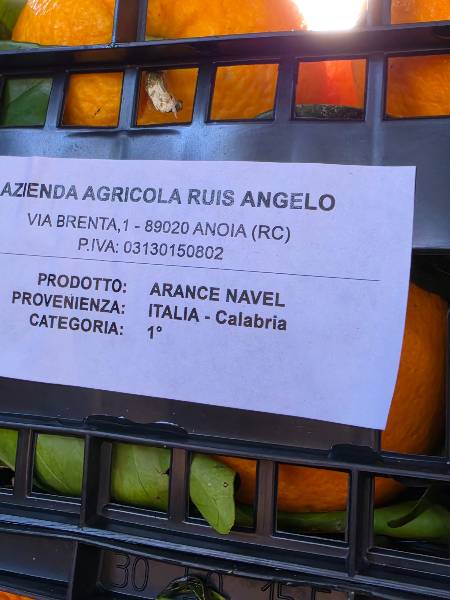 AZIENDA AGRICOLA RUIS ANGELO
VIA BRENTA,1 - 89020 ANOIA (RC)
P.IVA: 03130150802
PRODOTTO: ARANCE NAVEL
PROVENIENZA: ITALIA - Calabria
CATEGORIA: 1°
30